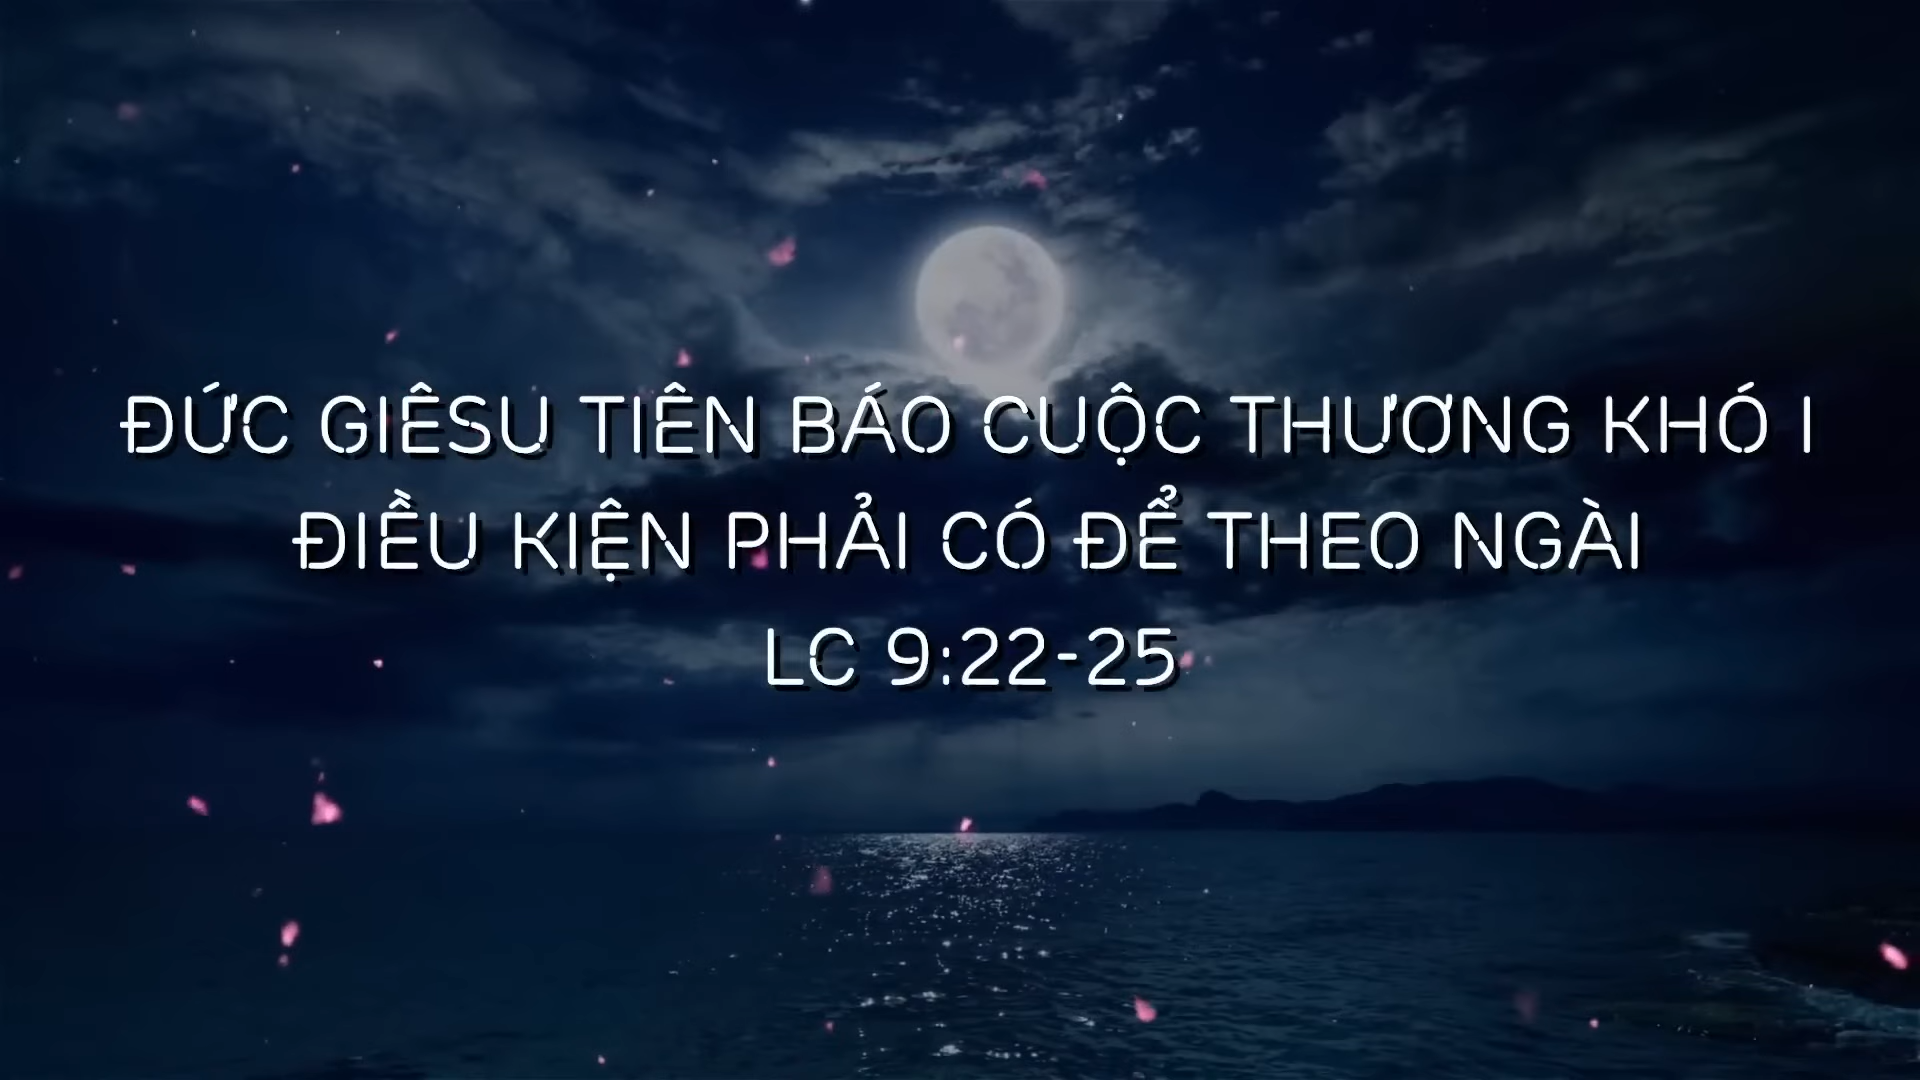 ĐỨC GIÊSU TIÊN BÁO CUỘC THƯƠNG KHÓ I
ĐIỀU KIỆN PHẢI CÓ ĐỂ THEO NGÀI
LC 9:22-25